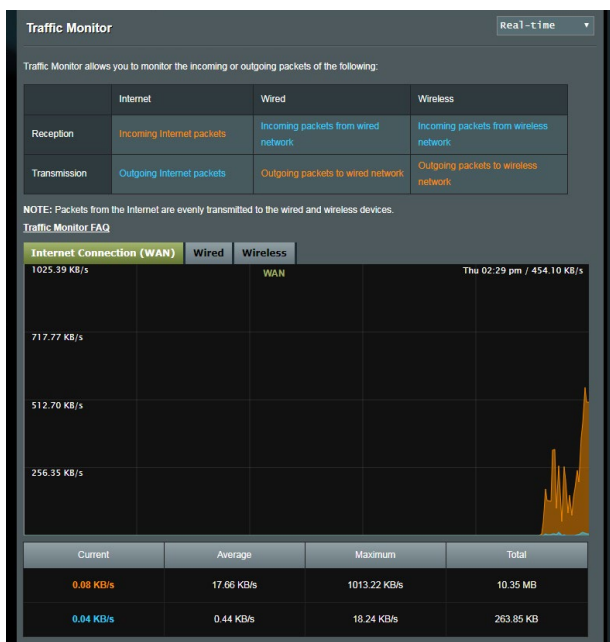 Traffic Monitor
Real-time
Traffic Monitor allows you to monitor the incoming or outgoing packets of the following:
Internet Wired Wireless
Reception Incoming Internet packets Incoming packets from wired network Incoming packets from wireless network
Transmission Outgoing Internet packets Outgoing packets to wired network Outgoing packets to wireless network
NOTE: Packets from the Internet are evenly transmitted to the wired and wireless devices.
Traffic Monitor FAQ
Internet Connection (WAN) Wired Wireless
1025.39 KB/s WAN Thu 02:29 pm / 454.10 KB/s
717.77 KB/s
512.70 KB/s
256.35 KB/s
Current Average Maximum Total
0.08 KB/s 17.66 KB/s 1013.22 KB/s 10.35 MB
0.04 KB/s 0.44 KB/s 18.24 KB/s 263.85 KB